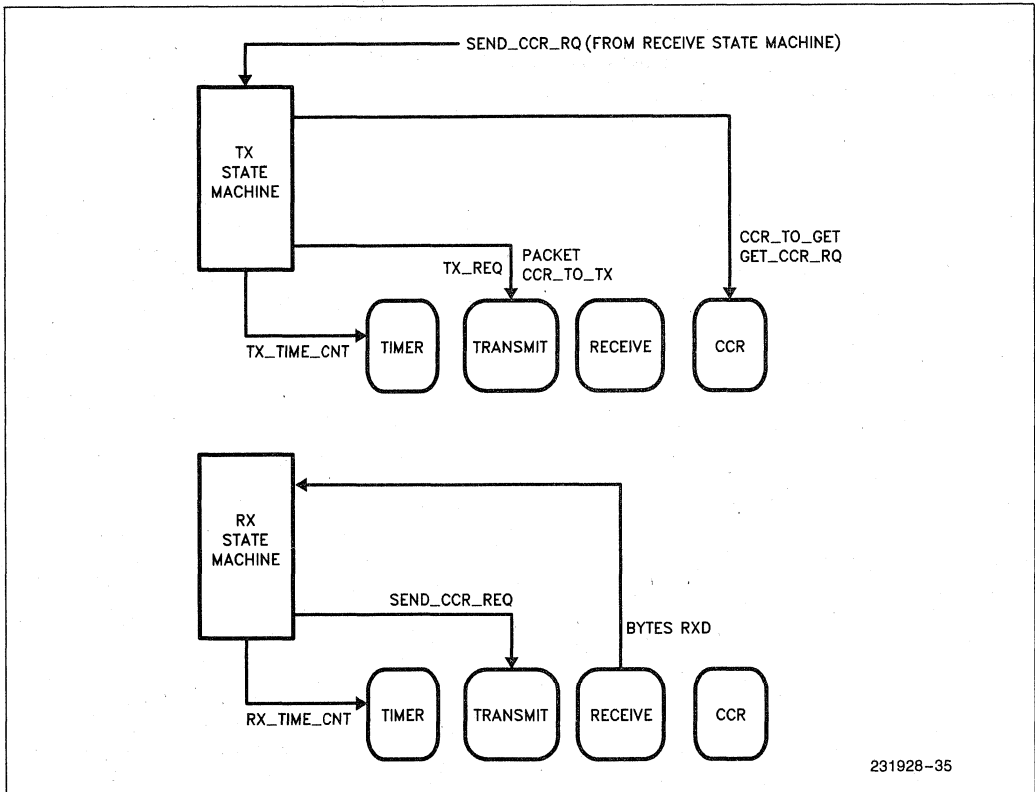 SEND_CCR_RQ (FROM RECEIVE STATE MACHINE)
TX
STATE
MACHINE
CCR_TO_GET
GET_CCR_RQ
TX_REQ
PACKET
CCR_TO_TX
TX_TIME_CNT
TIMER
TRANSMIT
RECEIVE
CCR
RX
STATE
MACHINE
SEND_CCR_REQ
BYTES RXD
RX_TIME_CNT
TIMER
TRANSMIT
RECEIVE
CCR
231928-35